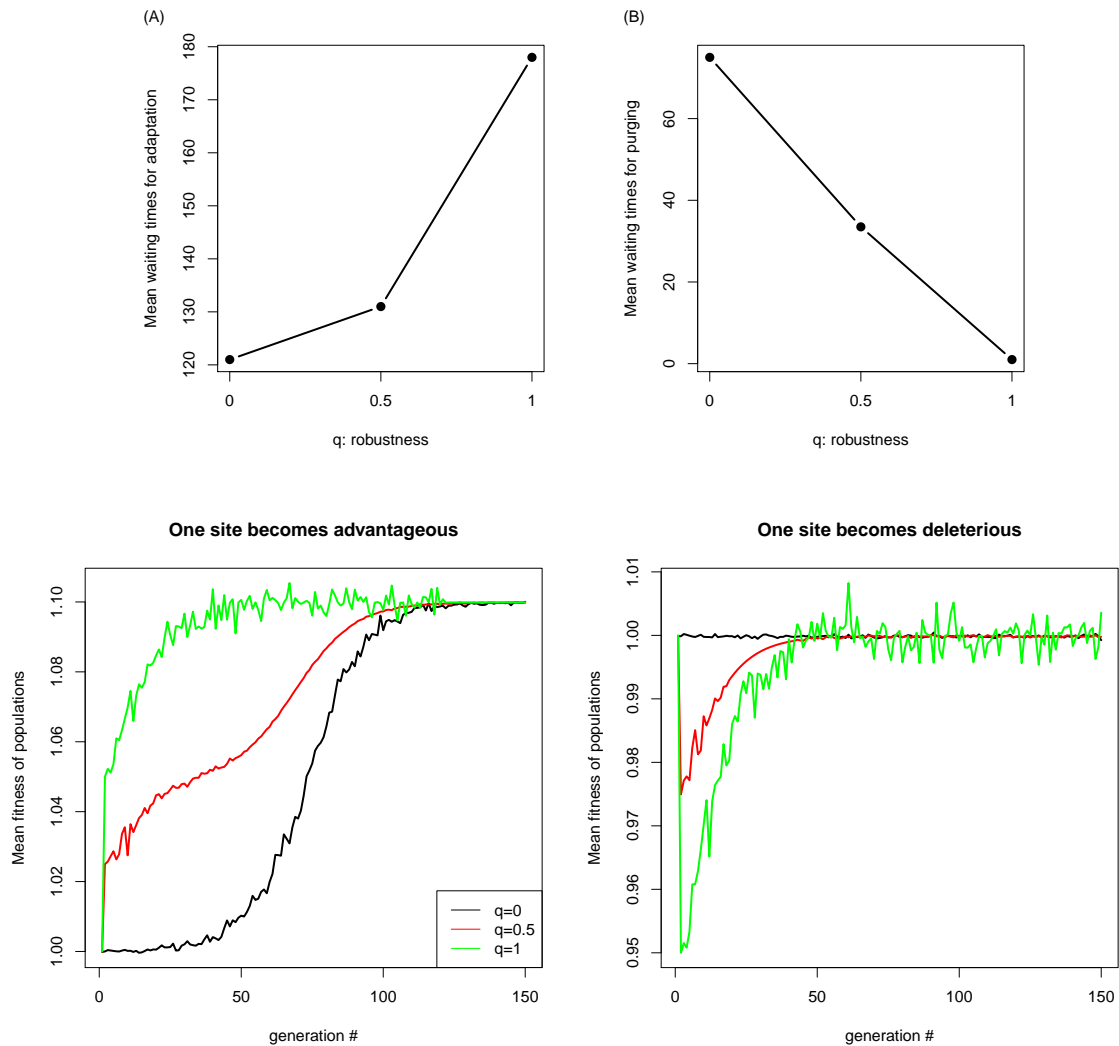 (A)
Mean waiting times for adaptation
180
170
160
150
140
130
120
0 0.5 1
q: robustness
(B)
Mean waiting times for purging
60
40
20
0
0 0.5 1
q: robustness
One site becomes advantageous
Mean fitness of populations
1.10
1.08
1.06
1.04
1.02
1.00
q=0
q=0.5
q=1
0 50 100 150
generation #
One site becomes deleterious
Mean fitness of populations
1.01
1.00
0.99
0.98
0.97
0.96
0.95
0 50 100 150
generation #